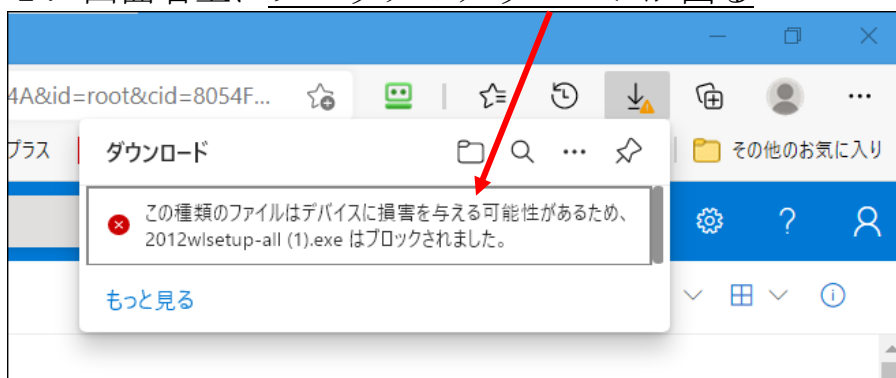 4A&id=root&cid=8054F...
プラス
その他のお気に入り
ダウンロード
この種類のファイルはデバイスに損害を与える可能性があるため、
2012wlsetup-all (1).exe はブロックされました。
もっと見る